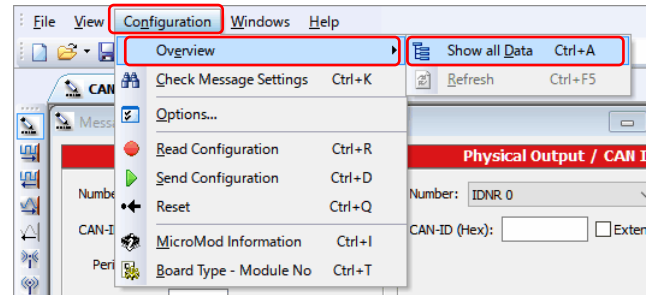 File View Configuration Windows Help
Overview
Show all Data Ctrl+A
CAN
Check Message Settings Ctrl+K
Refresh Ctrl+F5
Mess
Options...
Read Configuration Ctrl+R
Physical Output / CAN I
Numbe
Send Configuration Ctrl+D
Number: IDNR 0
Reset Ctrl+Q
CAN-I
CAN-ID (Hex):
Exten
MicroMod Information Ctrl+I
Peri
Board Type - Module No Ctrl+T